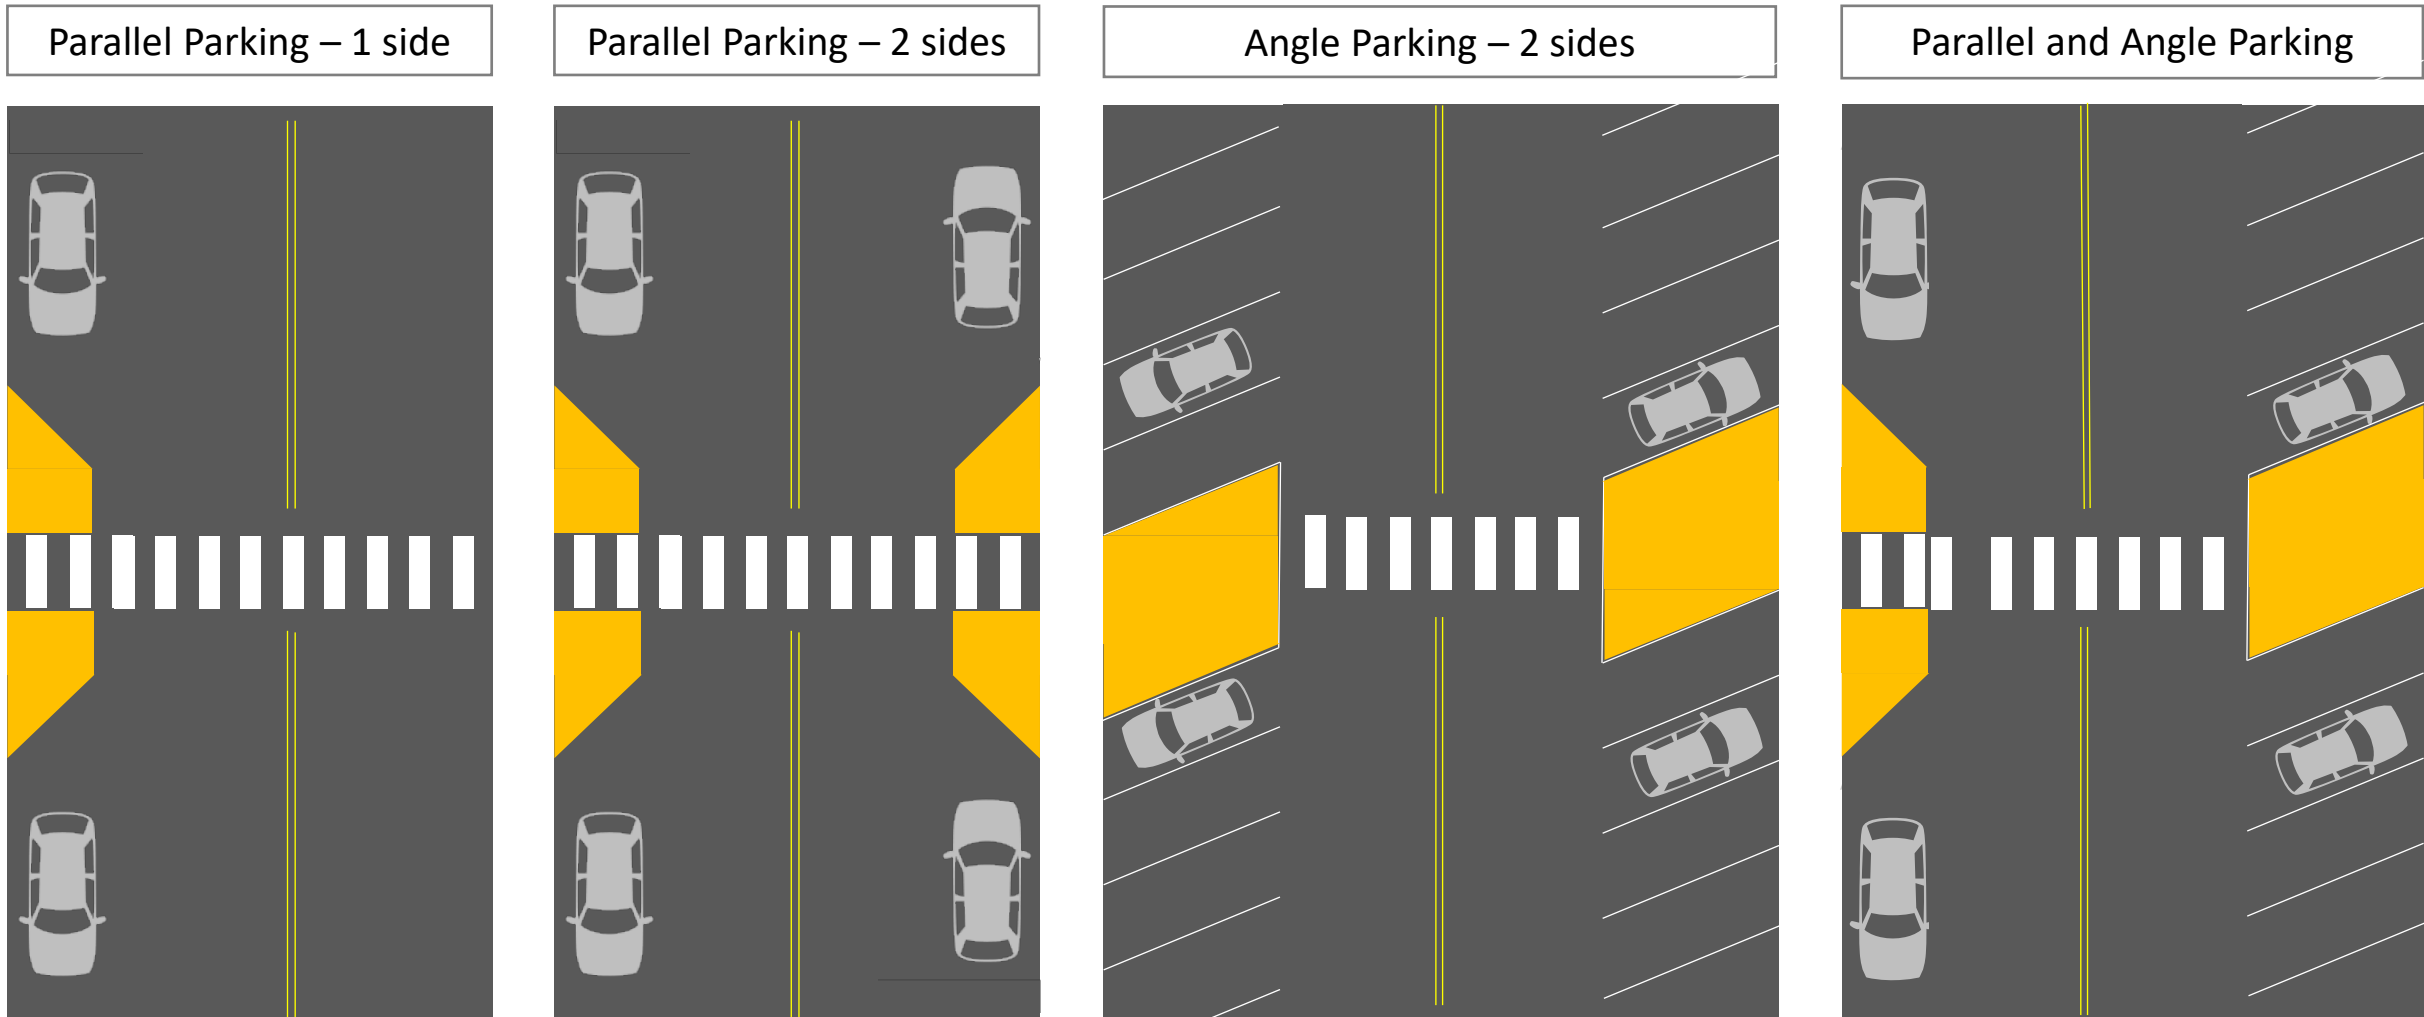 Parallel Parking – 1 side
Parallel Parking – 2 sides
Angle Parking – 2 sides
Parallel and Angle Parking